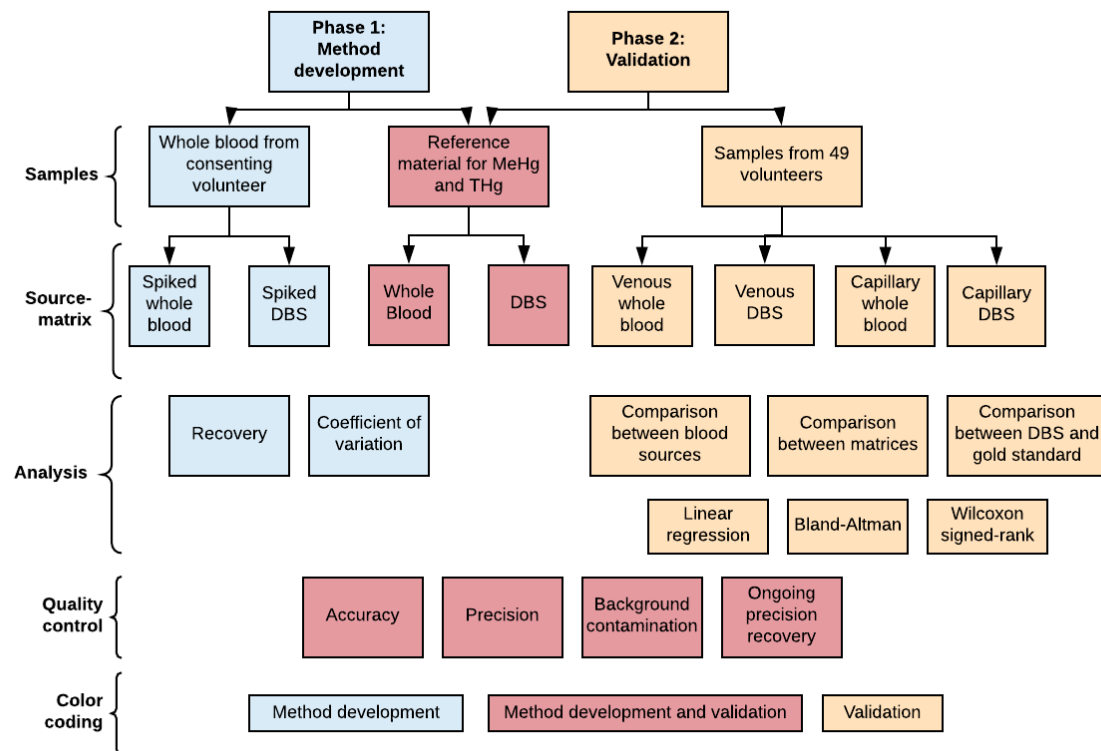 Phase 1:
Method
development
Phase 2:
Validation
Samples
Whole blood from
consenting
volunteer
Reference
material for MeHg
and THg
Samples from 49
volunteers
Source-
matrix
Spiked
whole
blood
Spiked
DBS
Whole
Blood
DBS
Venous
whole
blood
Venous
DBS
Capillary
whole
blood
Capillary
DBS
Analysis
Recovery
Coefficient of
variation
Comparison
between blood
sources
Comparison
between matrices
Comparison
between DBS and
gold standard
Linear
regression
Bland-Altman
Wilcoxon
signed-rank
Quality
control
Accuracy
Precision
Background
contamination
Ongoing
precision
recovery
Color
coding
Method development
Method development and validation
Validation